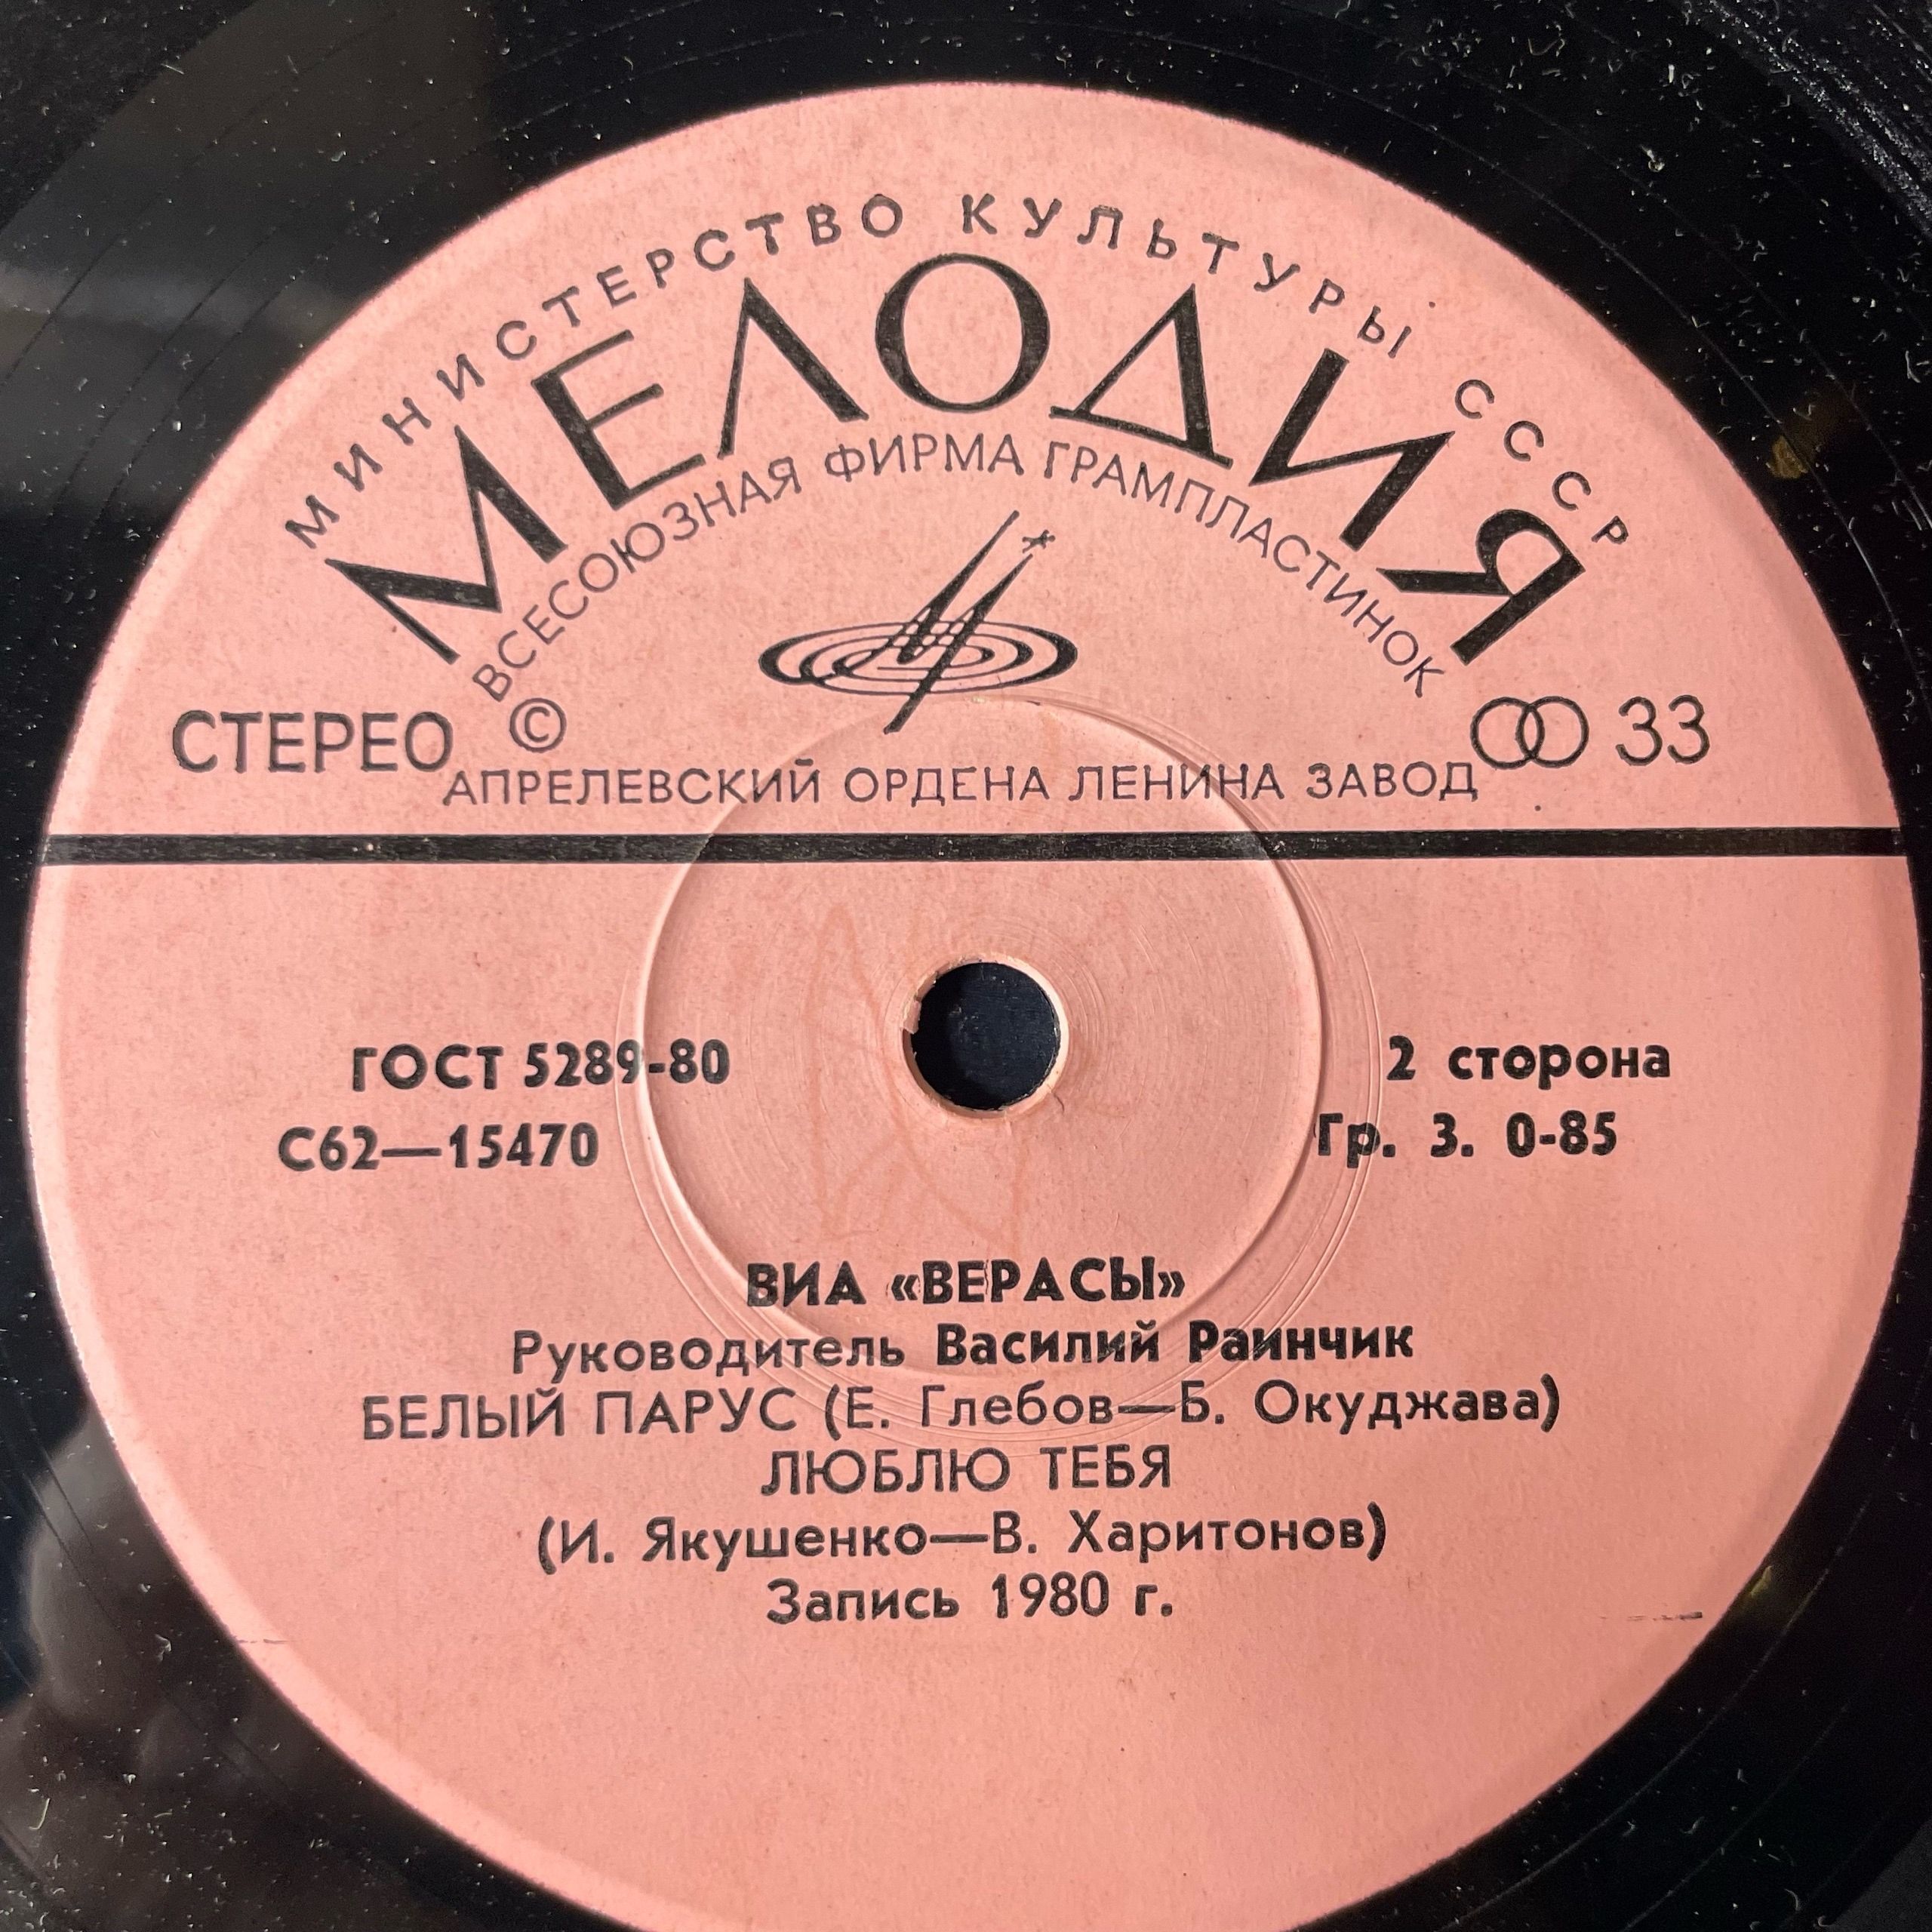 МИНИСТЕРСТВО КУЛЬТУРЫ СССР
МЕЛОДИЯ
ВСЕСОЮЗНАЯ ФИРМА ГРАМПЛАСТИНОК
СТЕРЕО © 33
АПРЕЛЕВСКИЙ ОРДЕНА ЛЕНИНА ЗАВОД
ГОСТ 5289-80 2 сторона
С62—15470 Гр. 3. 0-85
ВИА «ВЕРАСЫ»
Руководитель Василий Раинчик
БЕЛЫЙ ПАРУС (Е. Глебов—Б. Окуджава)
ЛЮБЛЮ ТЕБЯ
(И. Якушенко—В. Харитонов)
Запись 1980 г.